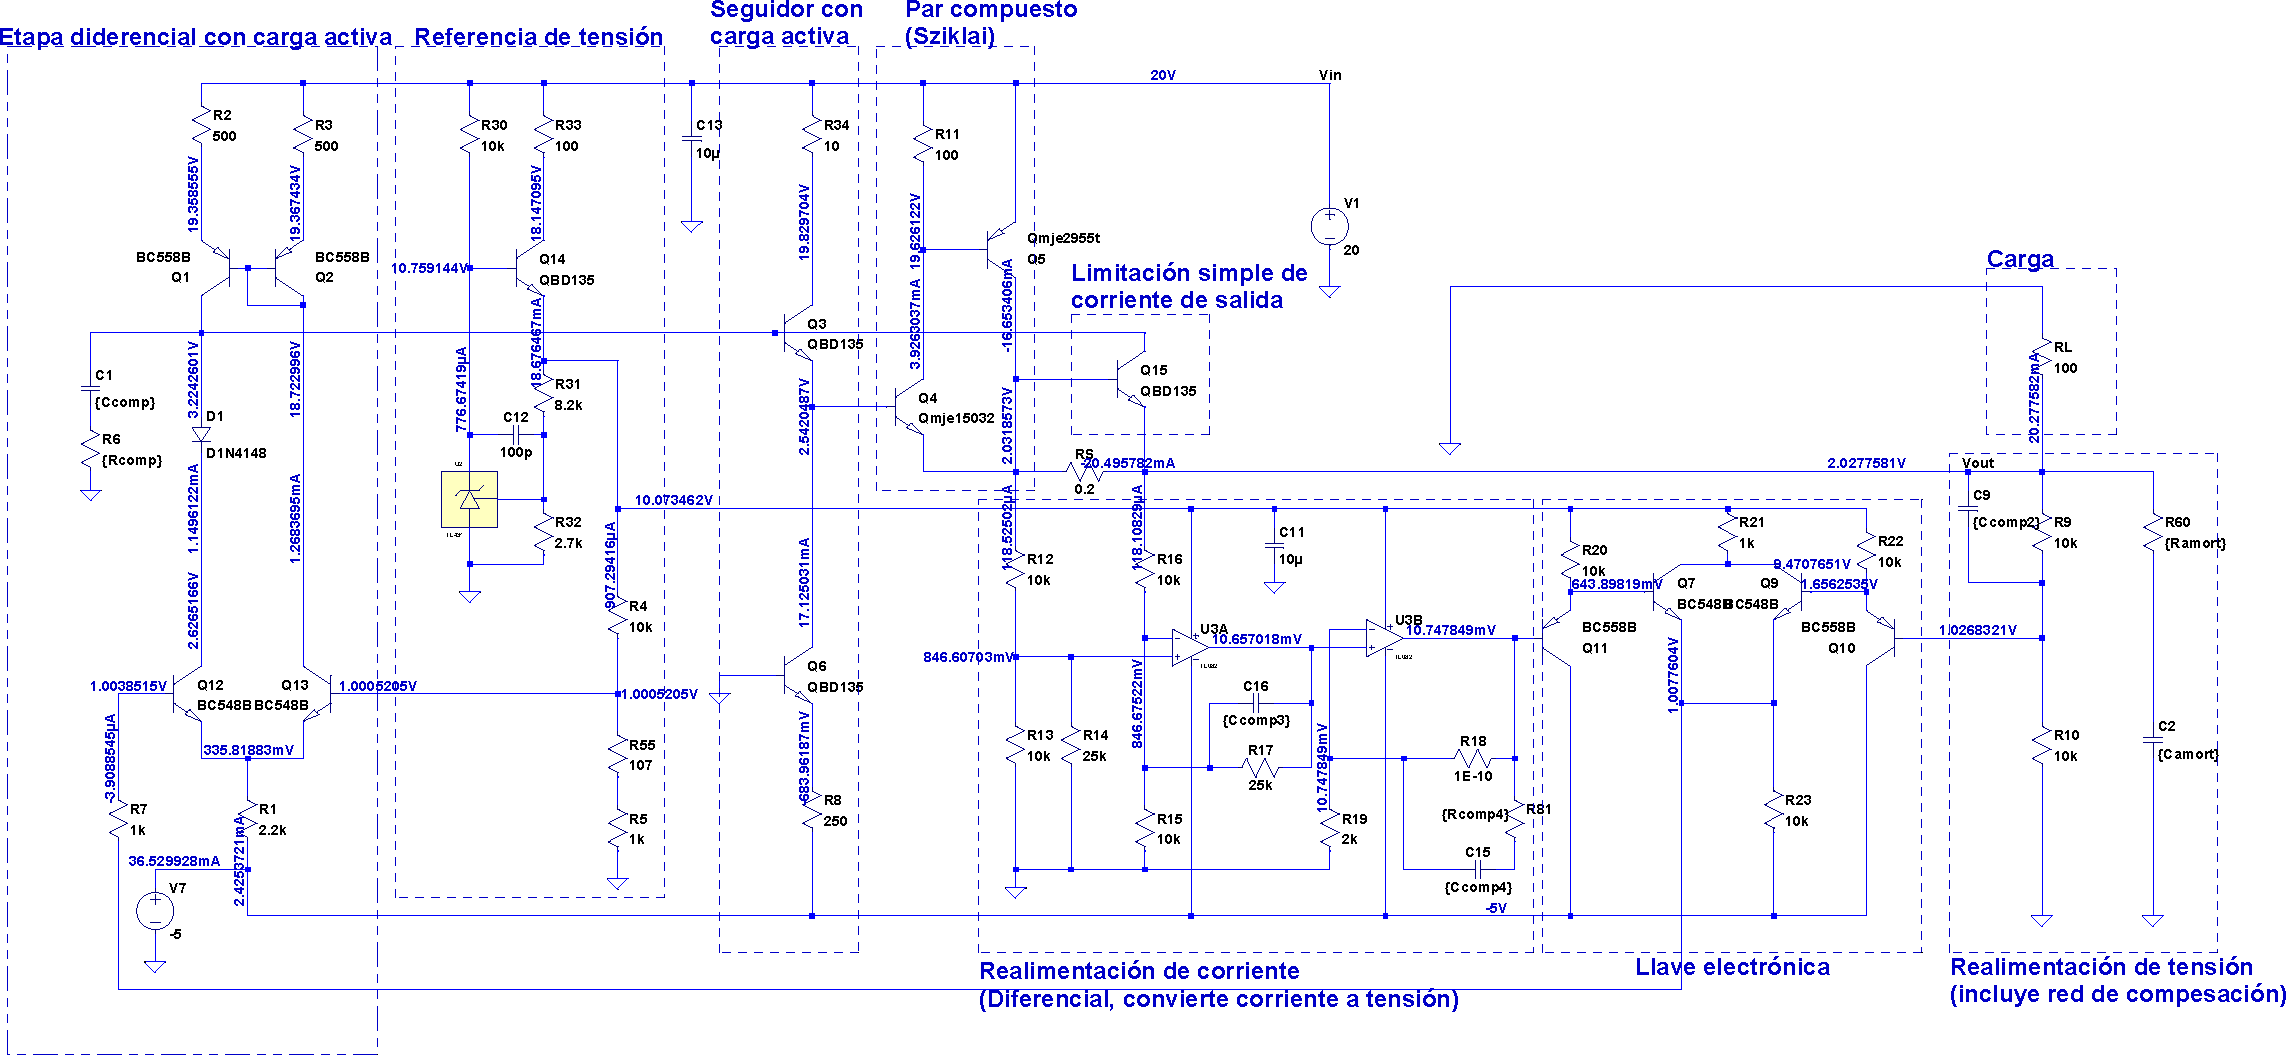 Etapa diderencial con carga activa
Referencia de tensión
Seguidor con
carga activa
Par compuesto
(Sziklai)
20V
Vin
R2
500
R3
500
R30
10k
R33
100
C13
10µ
R34
10
R11
100
V1
20
19.358555V
19.367434V
18.147095V
19.829704V
19.626122V
BC558B
Q1
BC558B
Q2
10.759144V
Q14
QBD135
Qmje2955t
Q5
Limitación simple de
corriente de salida
Carga
RL
100
20.277582mA
C1
{Ccomp}
R6
{Rcomp}
3.2242601V
18.722996V
D1
D1N4148
776.67419µA
18.676467mA
R31
8.2k
C12
100p
R32
2.7k
Q3
QBD135
2.5420487V
3.9263037mA
-16.653406mA
Q4
Qmje15032
Q15
QBD135
2.0318573V
RS
-20.495782mA
0.2
2.0277581V
Vout
1.1496122mA
1.2683695mA
10.073462V
907.29416µA
17.125031mA
118.52502µA
118.10829µA
C9
{Ccomp2}
R9
10k
R60
{Ramort}
R12
10k
R16
10k
C11
10µ
R20
10k
R21
1k
R22
10k
9.4707651V
643.89819mV
Q7
BC548B
Q9
BC548B
1.6562535V
2.6265166V
R4
10k
846.60703mV
U3A
10.657018mV
U3B
10.747849mV
BC558B
Q11
BC558B
Q10
1.0268321V
1.0038515V
Q12
BC548B
Q13
BC548B
1.0005205V
1.0005205V
Q6
QBD135
C16
{Ccomp3}
R17
25k
846.67522mV
10.747849mV
1.0077604V
335.81883mV
-3.9088545µA
R7
1k
R1
2.2k
2.4253721mA
R55
107
R5
1k
-683.96187mV
R8
250
R13
10k
R14
25k
R15
10k
R19
2k
R18
1E-10
{Rcomp4}
R81
C15
{Ccomp4}
R23
10k
R10
10k
C2
{Camort}
36.529928mA
V7
-5
-5V
Realimentación de corriente
(Diferencial, convierte corriente a tensión)
Llave electrónica
Realimentación de tensión
(incluye red de compesación)